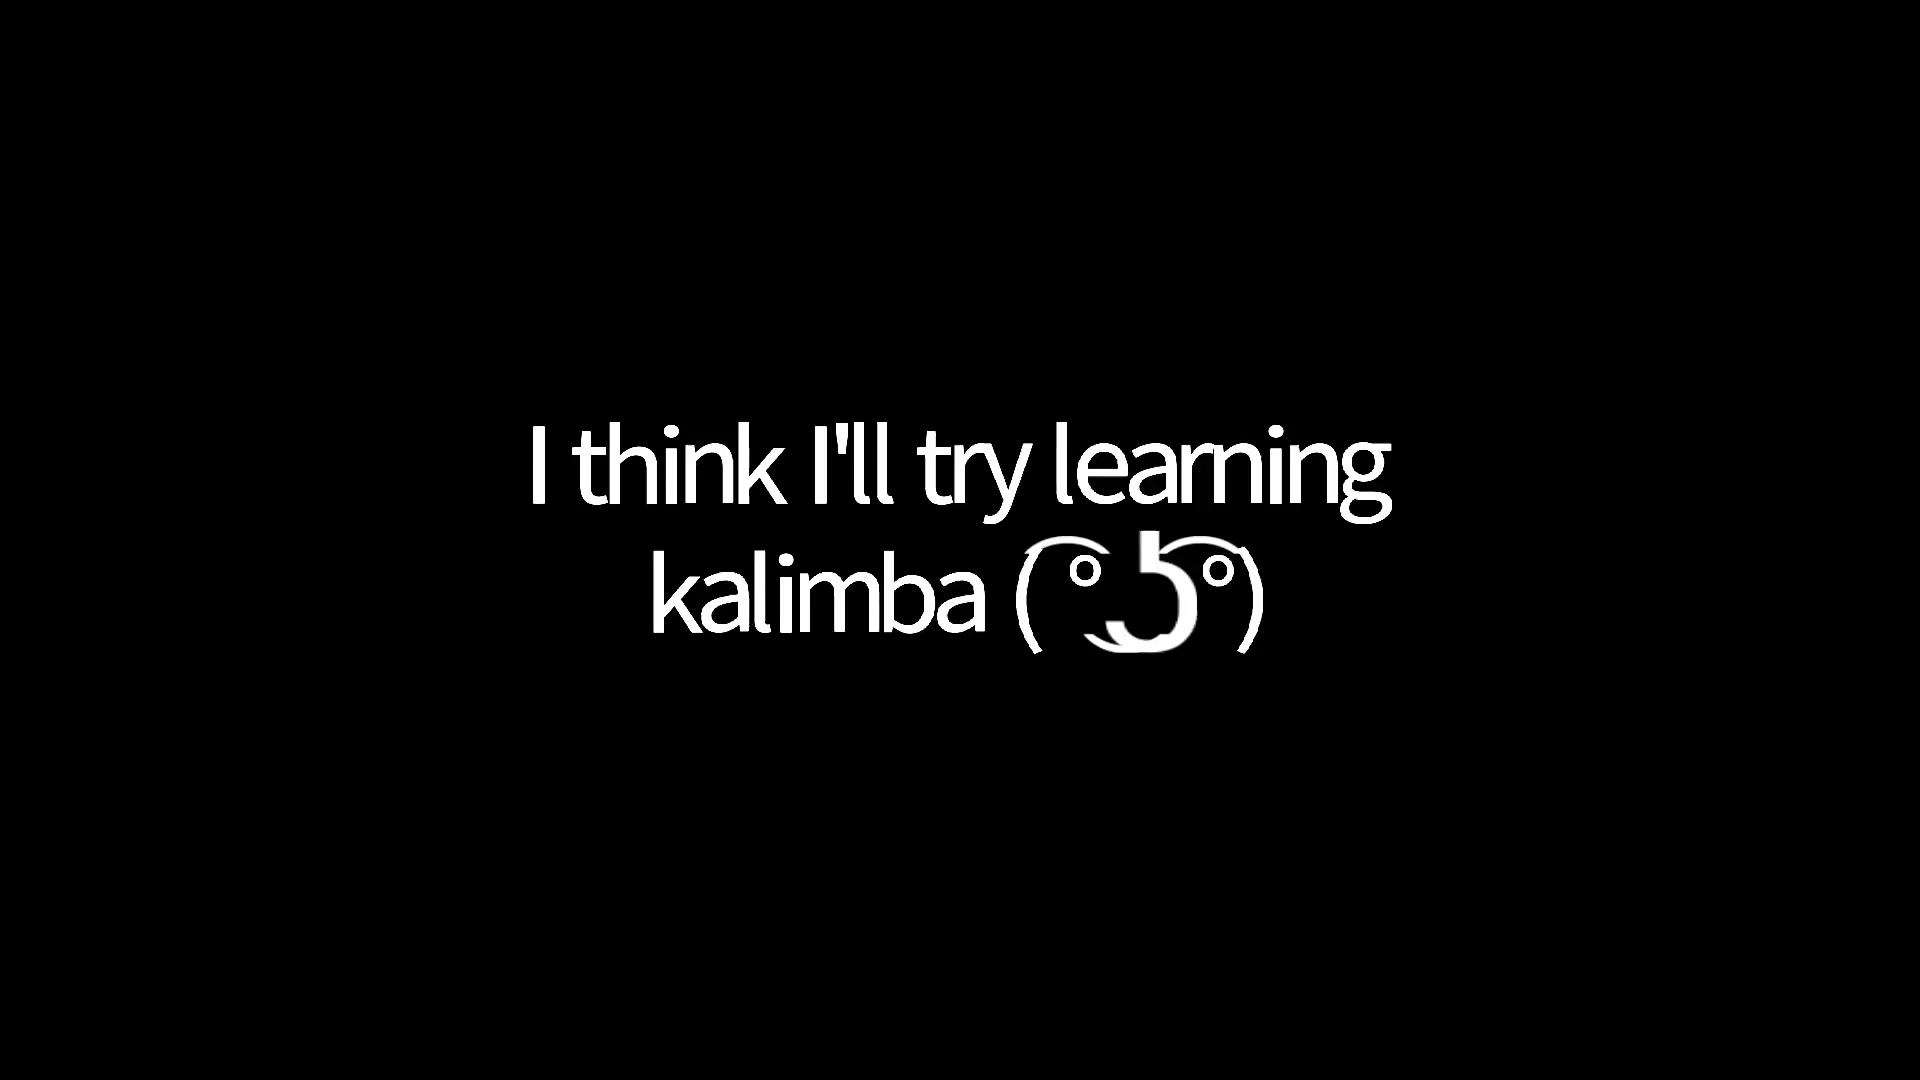 I think I'll try learning
kalimba ( ͡° ͜ʖ ͡°)